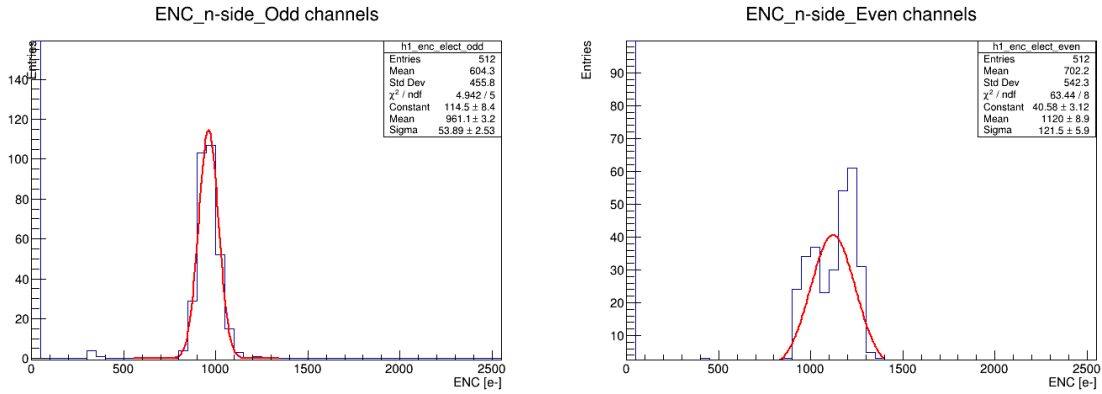 ENC_n-side_Odd channels
Entries
h1_enc_elect_odd
Entries 512
Mean 604.3
Std Dev 455.8
χ² / ndf 4.942 / 5
Constant 114.5 ± 8.4
Mean 961.1 ± 3.2
Sigma 53.89 ± 2.53
140
120
100
80
60
40
20
0
0 500 1000 1500 2000 2500
ENC [e-]
ENC_n-side_Even channels
Entries
h1_enc_elect_even
Entries 512
Mean 702.2
Std Dev 542.3
χ² / ndf 63.44 / 8
Constant 40.58 ± 3.12
Mean 1120 ± 8.9
Sigma 121.5 ± 5.9
90
80
70
60
50
40
30
20
10
0 500 1000 1500 2000 2500
ENC [e-]